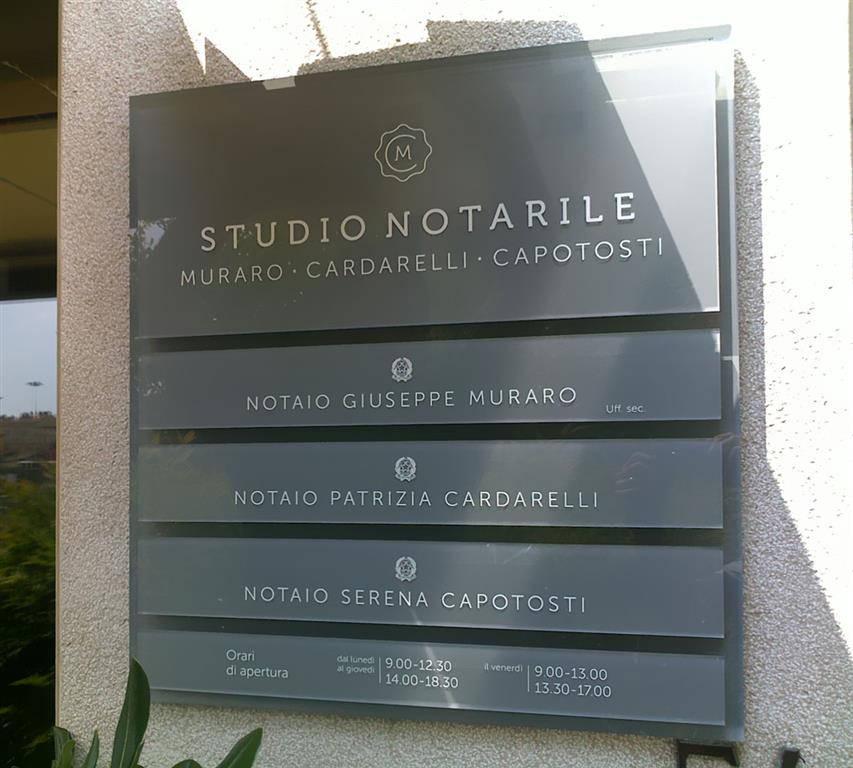 M
STUDIO NOTARILE
MURARO · CARDARELLI · CAPOTOSTI
NOTAIO GIUSEPPE MURARO Uff. sec.
NOTAIO PATRIZIA CARDARELLI
NOTAIO SERENA CAPOTOSTI
Orari
di apertura
dal lunedì
al giovedì
9.00-12.30
14.00-18.30
il venerdì
9.00-13.00
13.30-17.00